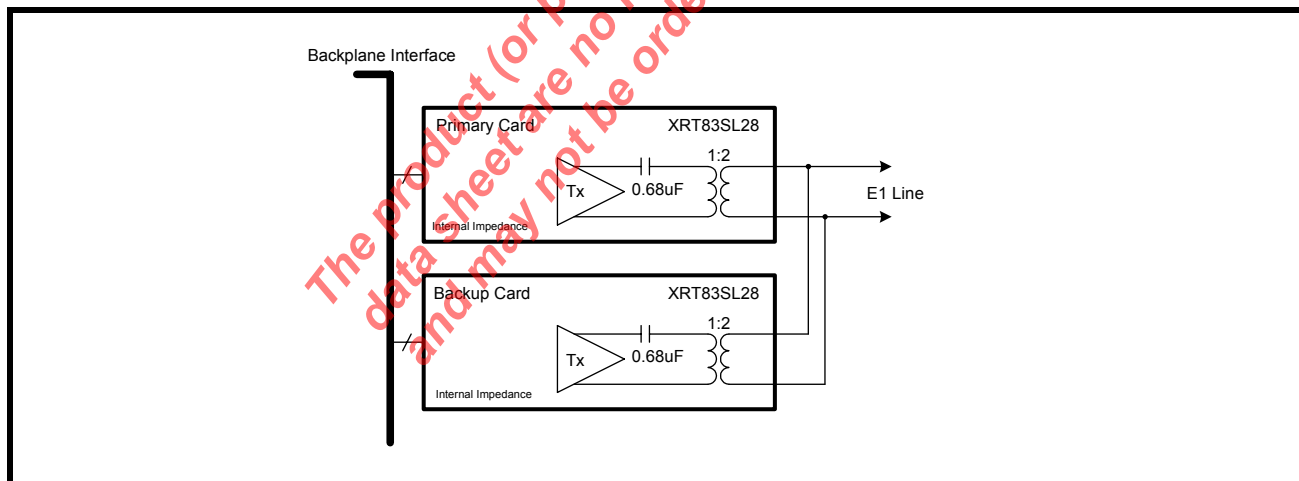 Backplane Interface
Primary Card
XRT83SL28
1:2
Tx
0.68uF
Internal Impedance
E1 Line
Backup Card
XRT83SL28
1:2
Tx
0.68uF
Internal Impedance
The product (or p
data sheet are no
and may not be orde